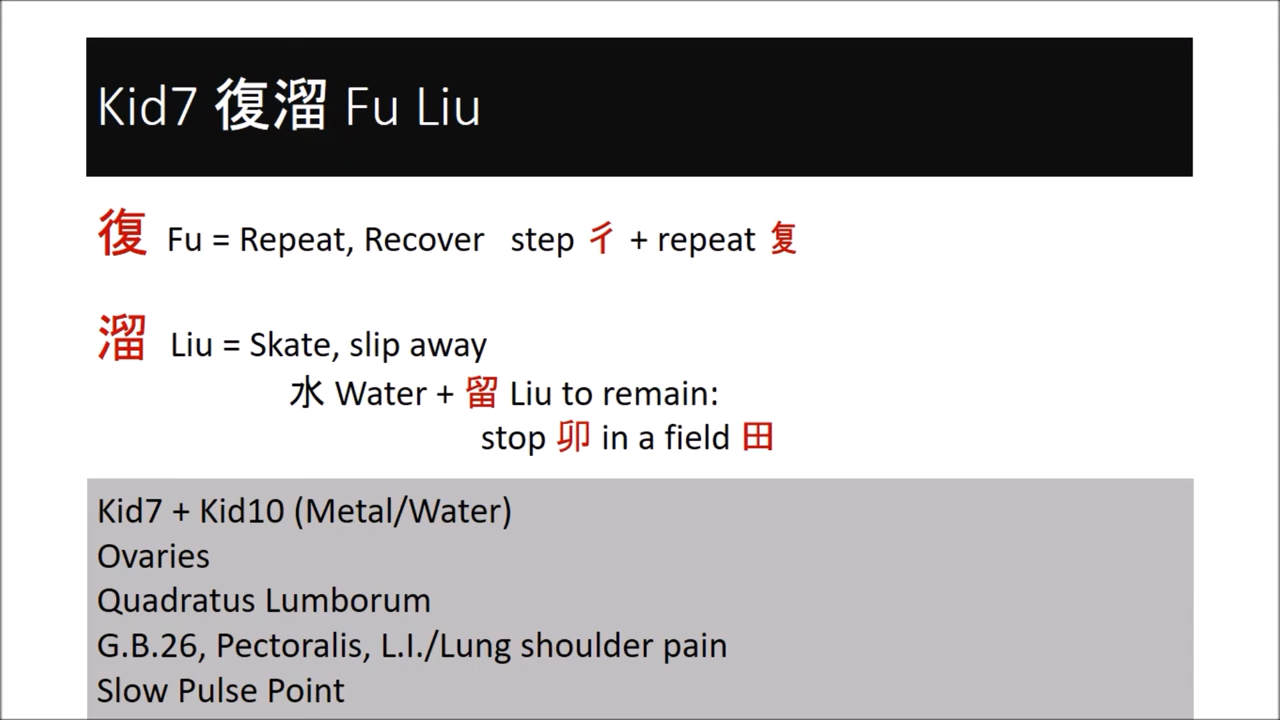 Kid7 復溜 Fu Liu
復 Fu = Repeat, Recover step 彳 + repeat 复
溜 Liu = Skate, slip away
水 Water + 留 Liu to remain:
stop 卯 in a field 田
Kid7 + Kid10 (Metal/Water)
Ovaries
Quadratus Lumborum
G.B.26, Pectoralis, L.I./Lung shoulder pain
Slow Pulse Point